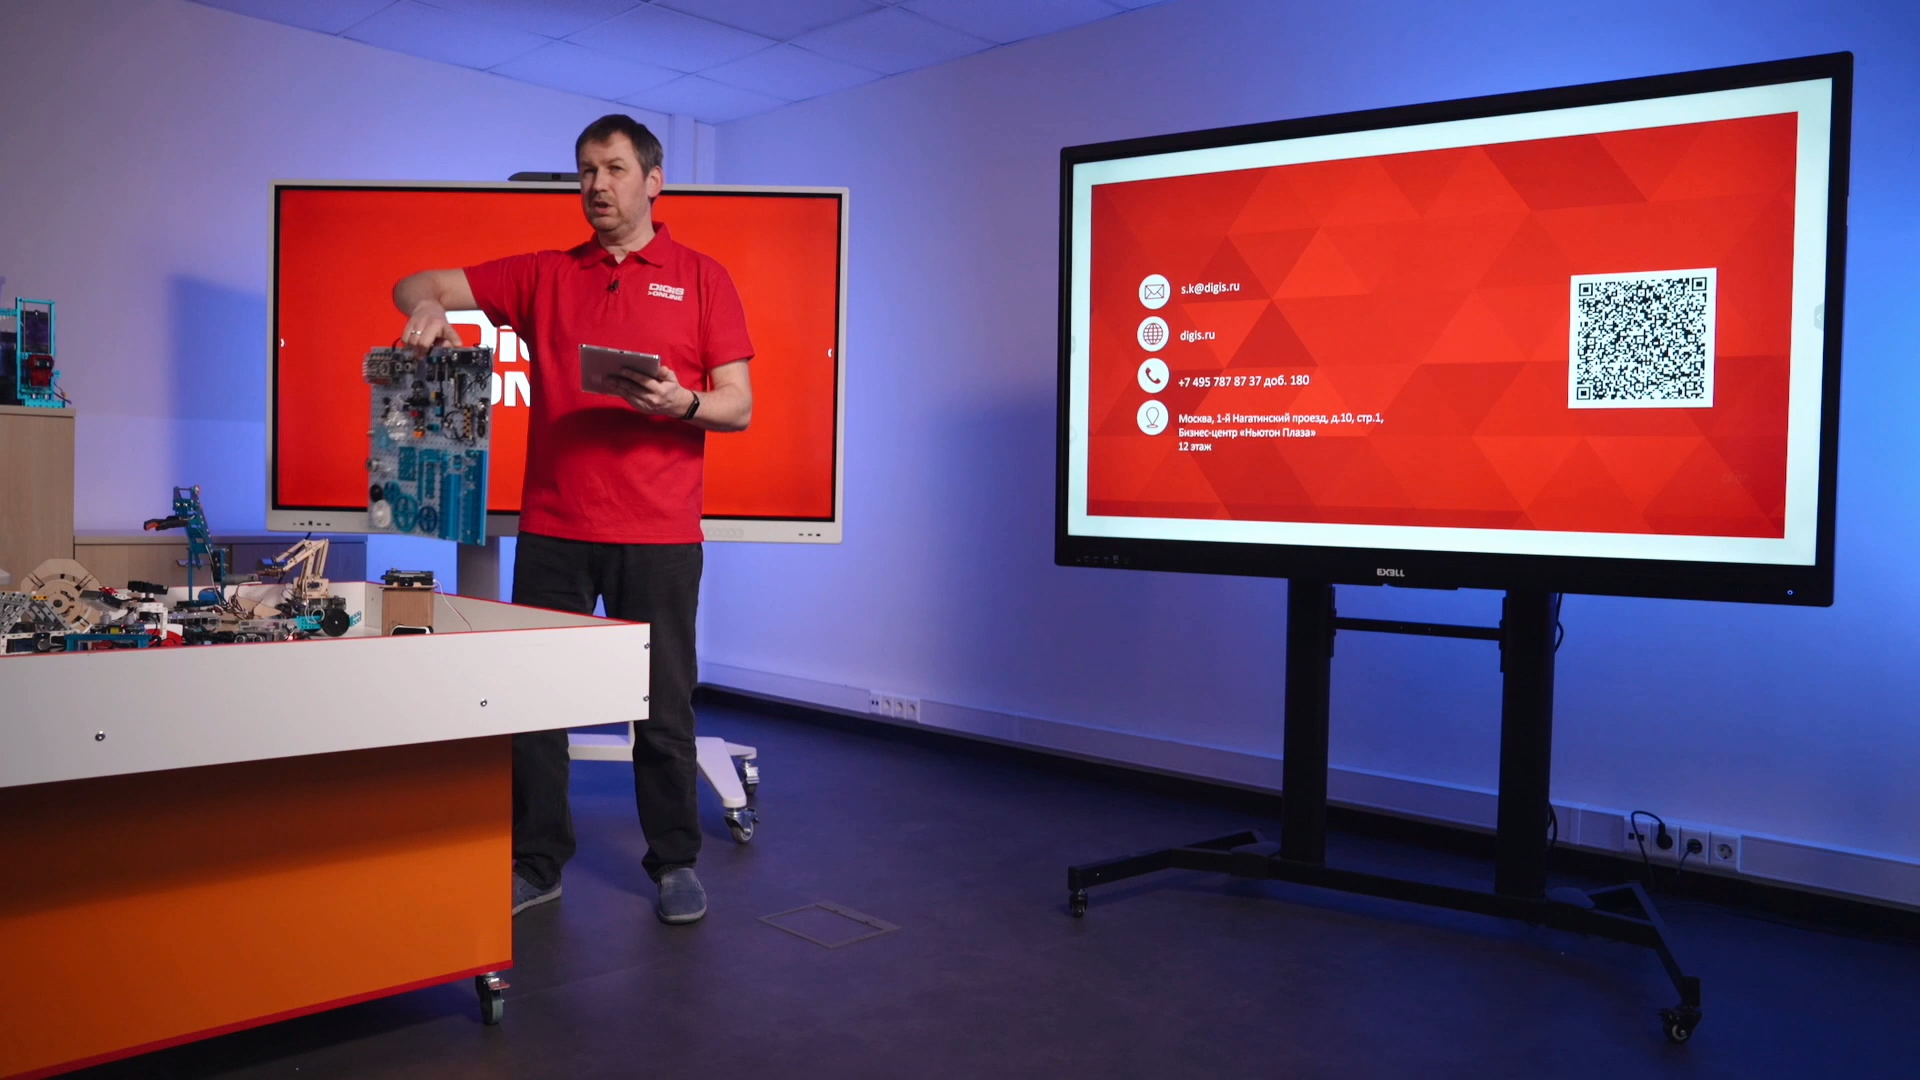 DiGiS
>ONLINE
s.k@digis.ru
digis.ru
+7 495 787 87 37 доб. 180
Москва, 1-й Нагатинский проезд, д.10, стр.1,
Бизнес-центр «Ньютон Плаза»
12 этаж
EXELL